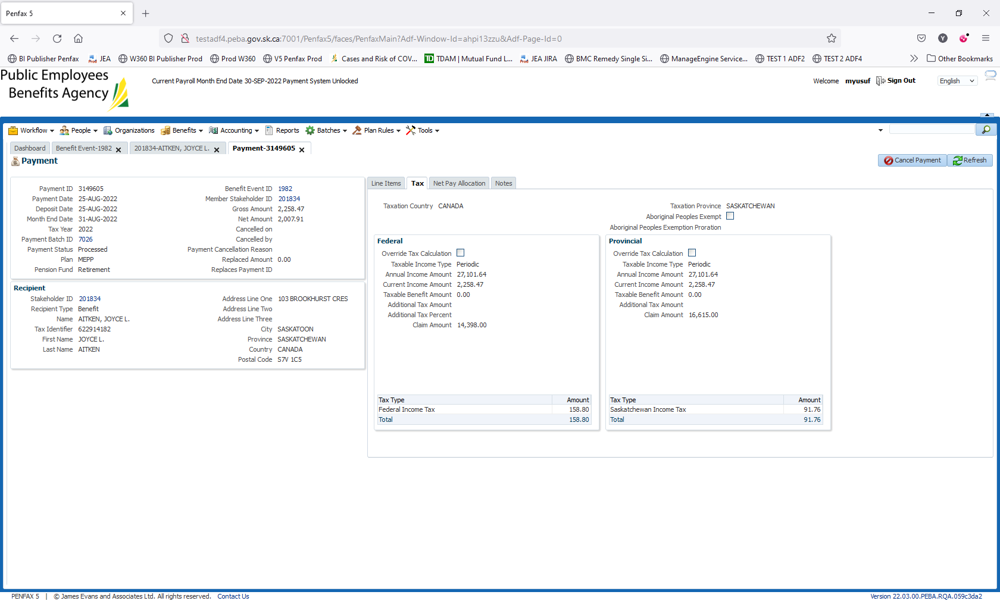 Penfax 5
testadf4.peba.gov.sk.ca:7001/Penfax5/faces/PenfaxMain?Adf-Window-Id=ahpi13zzu&Adf-Page-Id=0
BI Publisher Penfax JEA W360 BI Publisher Prod Prod W360 V5 Penfax Prod Cases and Risk of COV... TD TDAM | Mutual Fund L... JEA JIRA BMC Remedy Single Si... ManageEngine Service... TEST 1 ADF2 TEST 2 ADF4 Other Bookmarks
Public Employees
Benefits Agency
Current Payroll Month End Date 30-SEP-2022 Payment System Unlocked
Welcome myusuf Sign Out English
Workflow People Organizations Benefits Accounting Reports Batches Plan Rules Tools
Dashboard Benefit Event-1982 201834-AITKEN, JOYCE L. Payment-3149605
Payment
Cancel Payment Refresh
Payment ID 3149605 Benefit Event ID 1982
Payment Date 25-AUG-2022 Member Stakeholder ID 201834
Deposit Date 25-AUG-2022 Gross Amount 2,258.47
Month End Date 31-AUG-2022 Net Amount 2,007.91
Tax Year 2022 Cancelled on
Payment Batch ID 7026 Cancelled by
Payment Status Processed Payment Cancellation Reason
Plan MEPP Replaced Amount 0.00
Pension Fund Retirement Replaces Payment ID
Recipient
Stakeholder ID 201834 Address Line One 103 BROOKHURST CRES
Recipient Type Benefit Address Line Two
Name AITKEN, JOYCE L. Address Line Three
Tax Identifier 622914182 City SASKATOON
First Name JOYCE L. Province SASKATCHEWAN
Last Name AITKEN Country CANADA
Postal Code S7V 1C5
Line Items Tax Net Pay Allocation Notes
Taxation Country CANADA Taxation Province SASKATCHEWAN
Aboriginal Peoples Exempt
Aboriginal Peoples Exemption Proration
Federal
Override Tax Calculation
Taxable Income Type Periodic
Annual Income Amount 27,101.64
Current Income Amount 2,258.47
Taxable Benefit Amount 0.00
Additional Tax Amount
Additional Tax Percent
Claim Amount 14,398.00
Tax Type Amount
Federal Income Tax 158.80
Total 158.80
Provincial
Override Tax Calculation
Taxable Income Type Periodic
Annual Income Amount 27,101.64
Current Income Amount 2,258.47
Taxable Benefit Amount 0.00
Additional Tax Amount
Claim Amount 16,615.00
Tax Type Amount
Saskatchewan Income Tax 91.76
Total 91.76
PENFAX 5 | © James Evans and Associates Ltd. All rights reserved. Contact Us
Version 22.03.00.PEBA.RQA.059c3da2